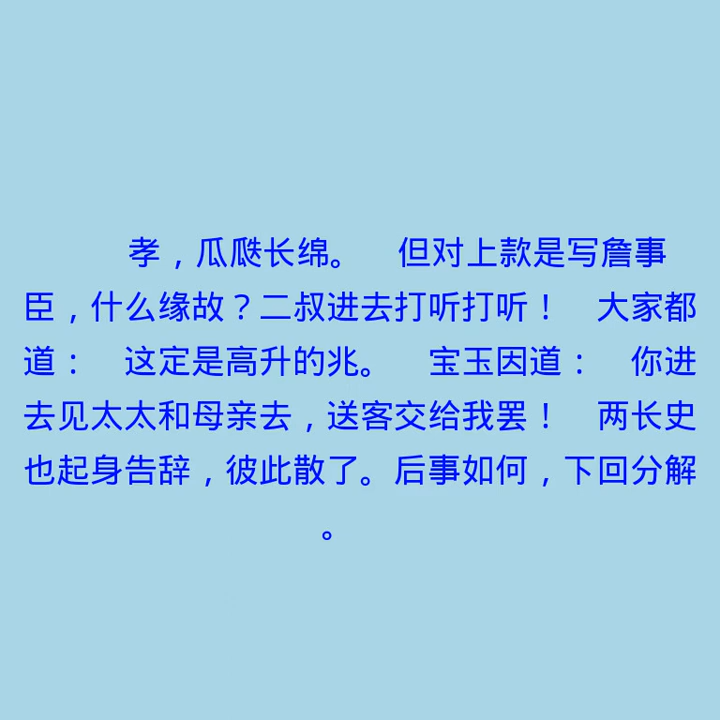 孝，瓜瓞长绵。　但对上款是写詹事
臣，什么缘故？二叔进去打听打听！　大家都
道：　这定是高升的兆。　宝玉因道：　你进
去见太太和母亲去，送客交给我罢！　两长史
也起身告辞，彼此散了。后事如何，下回分解
。